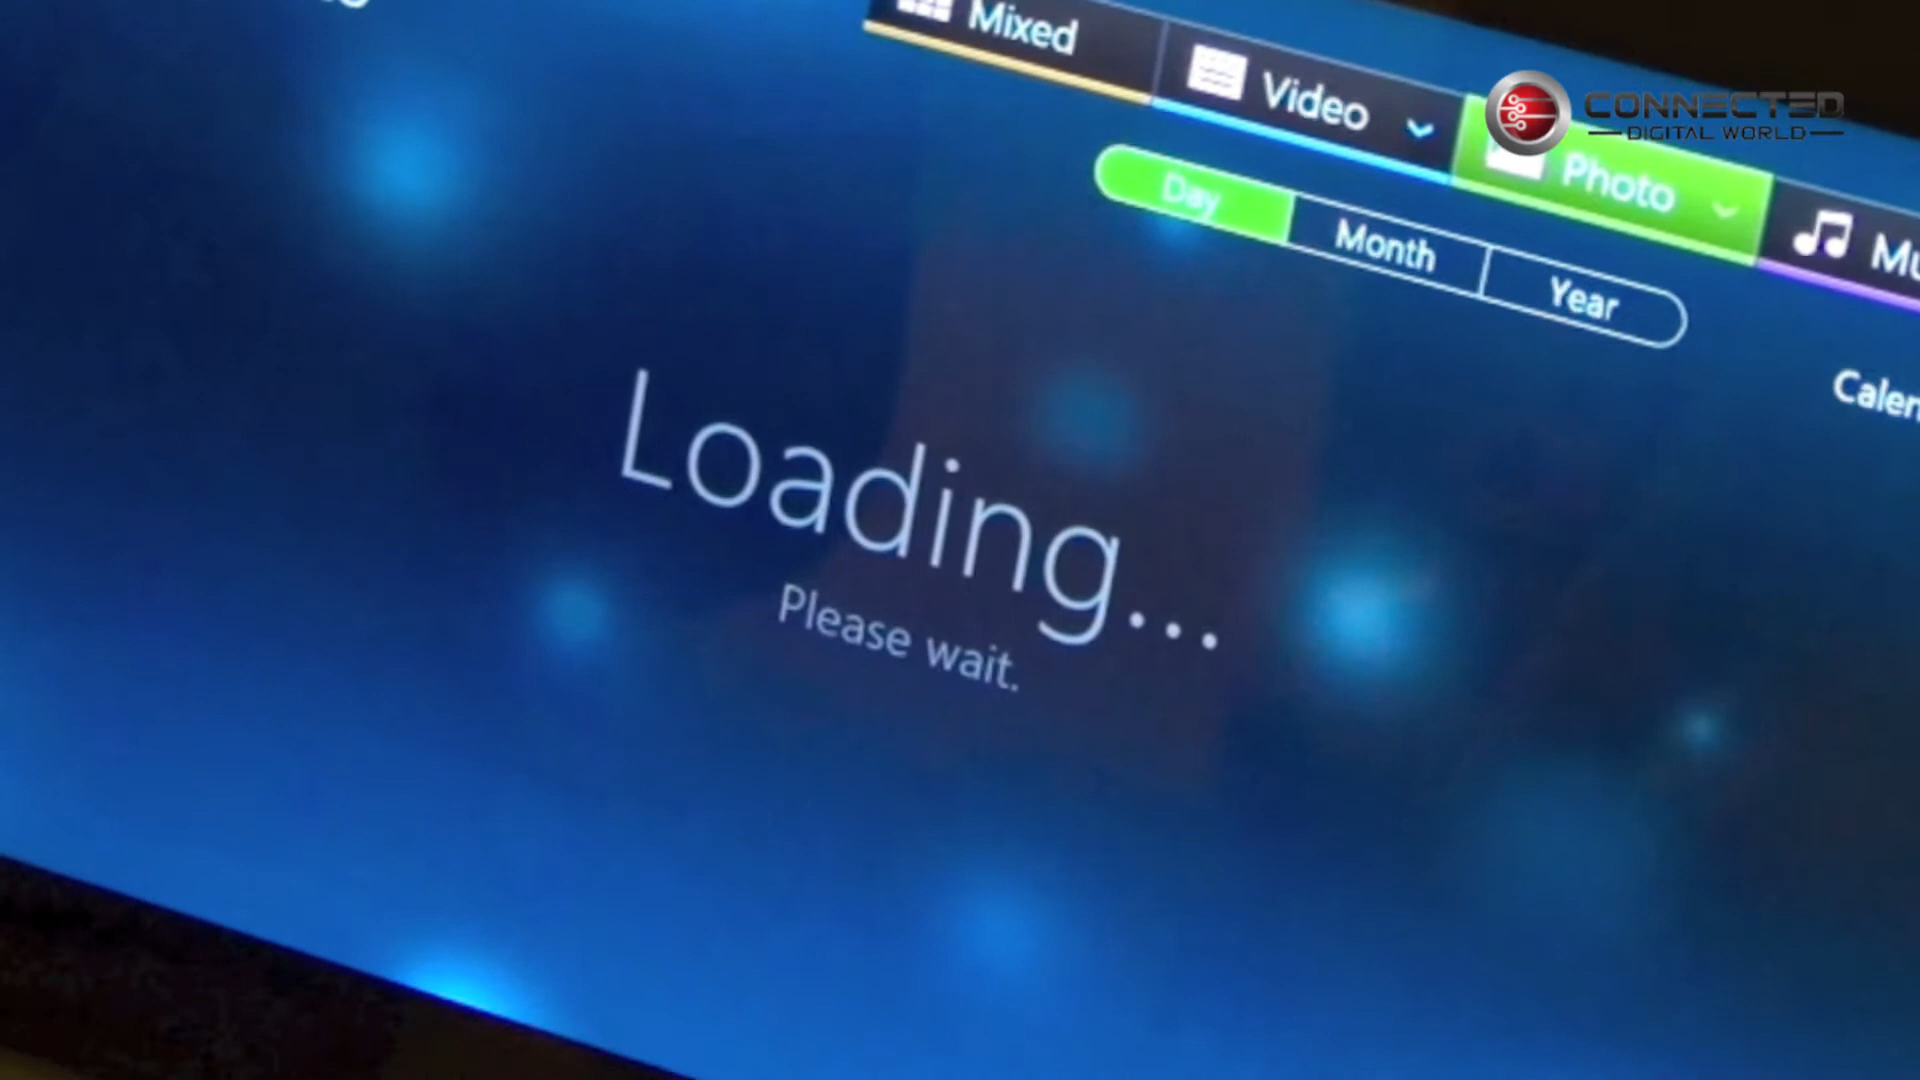 Mixed
Video
Photo
CONNECTED
DIGITAL WORLD
Day
Month
Year
Loading...
Please wait.